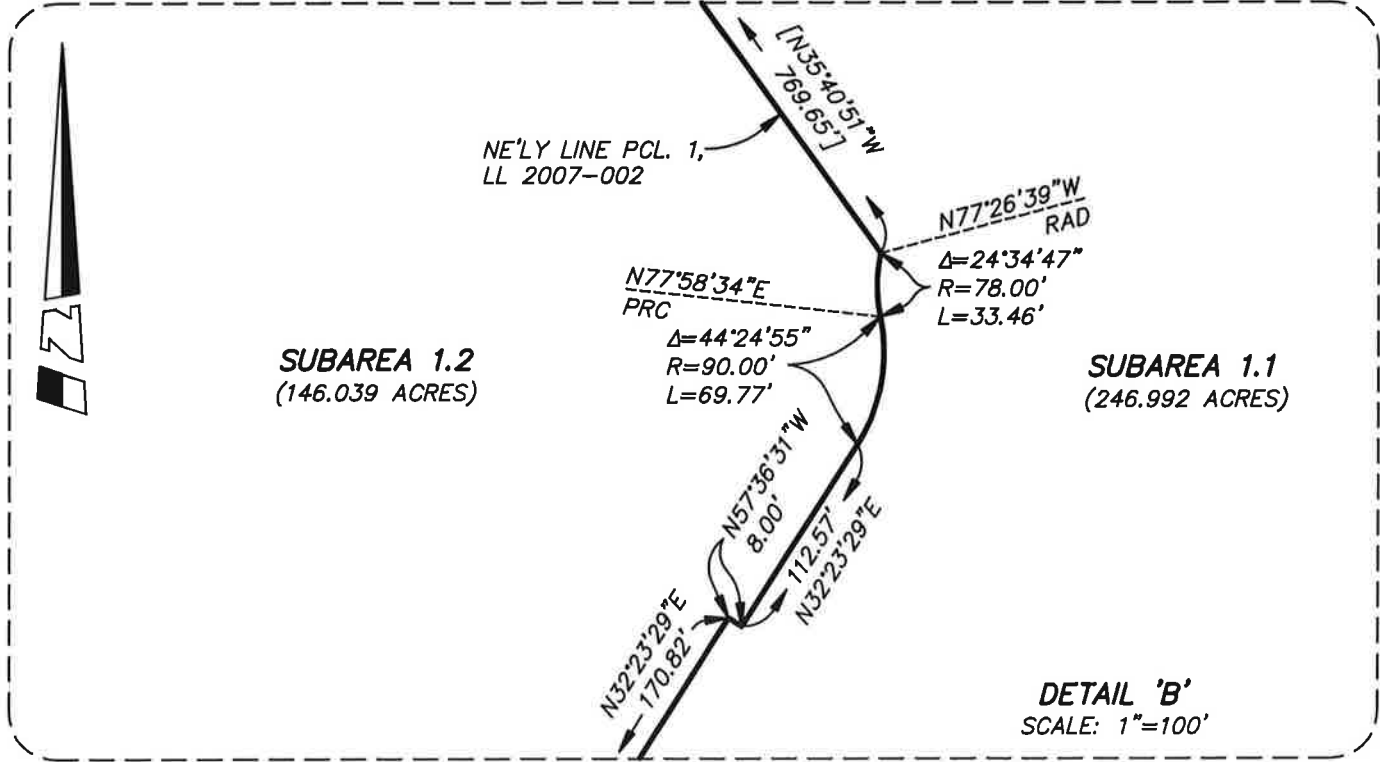 [N35°40'51"W
769.65']
NE'LY LINE PCL. 1,
LL 2007-002
N77°26'39"W
RAD
Δ=24°34'47"
R=78.00'
L=33.46'
N77°58'34"E
PRC
Δ=44°24'55"
R=90.00'
L=69.77'
SUBAREA 1.2
(146.039 ACRES)
SUBAREA 1.1
(246.992 ACRES)
N57°36'31"W
8.00'
112.57'
N32°23'29"E
N32°23'29"E
170.82'
DETAIL 'B'
SCALE: 1"=100'
N